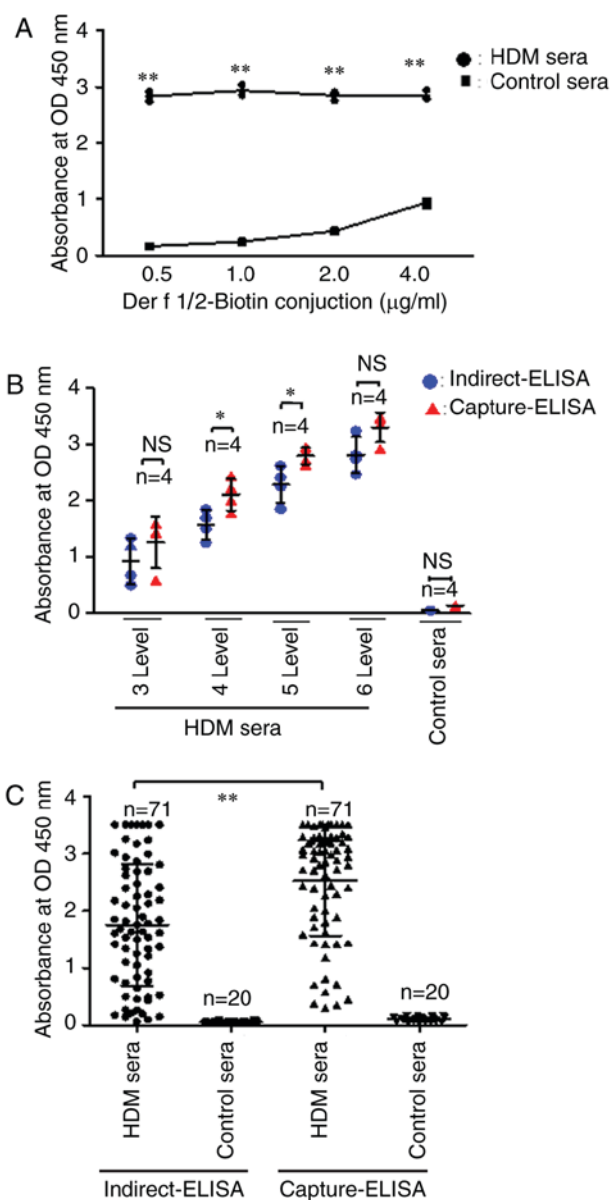 A
Absorbance at OD 450 nm
4
3
2
1
0
**
**
**
**
: HDM sera
: Control sera
0.5
1.0
2.0
4.0
Der f 1/2-Biotin conjuction (μg/ml)
B
Absorbance at OD 450 nm
4
3
2
1
0
NS
n=4
*
n=4
*
n=4
NS
n=4
NS
n=4
: Indirect-ELISA
: Capture-ELISA
3 Level
4 Level
5 Level
6 Level
Control sera
HDM sera
C
Absorbance at OD 450 nm
4
3
2
1
0
**
n=71
n=20
n=71
n=20
HDM sera
Control sera
HDM sera
Control sera
Indirect-ELISA
Capture-ELISA